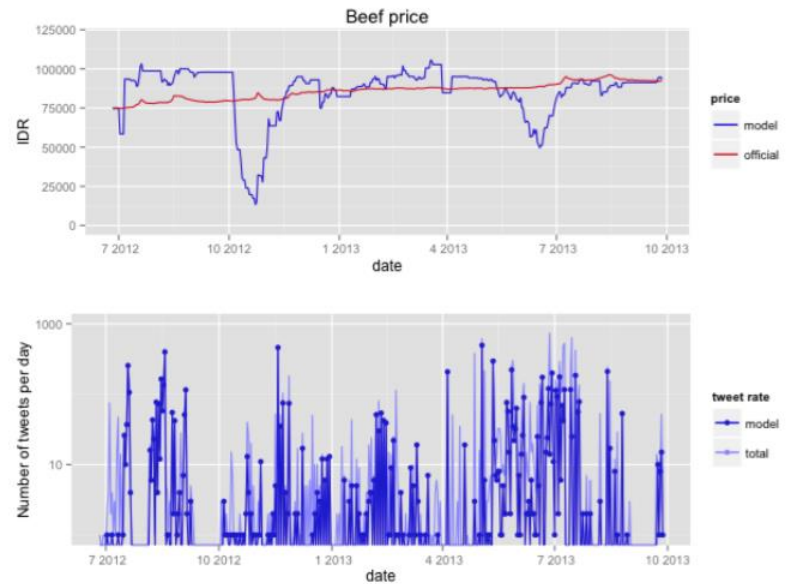 Beef price
125000
100000
75000
50000
25000
0
IDR
7 2012 10 2012 1 2013 4 2013 7 2013 10 2013
date
price
model
official
1000
10
Number of tweets per day
7 2012 10 2012 1 2013 4 2013 7 2013 10 2013
date
tweet rate
model
total